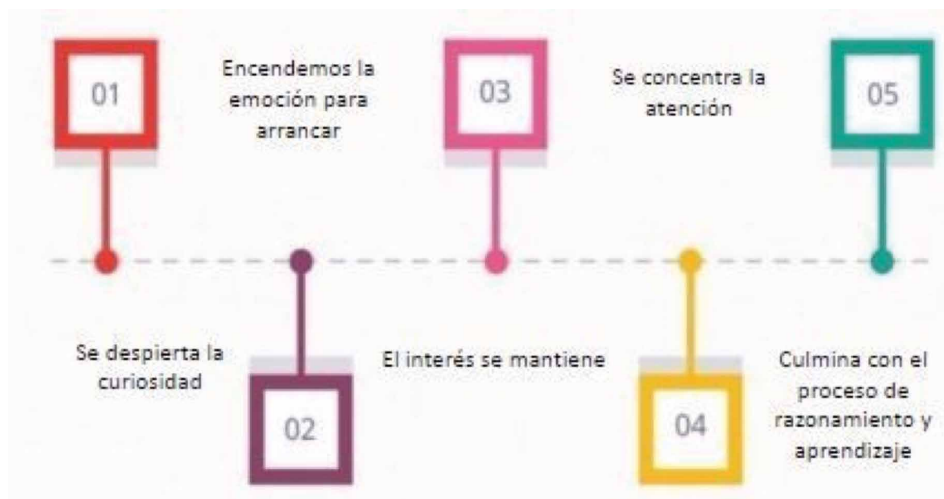 01
Se despierta la
curiosidad
Encendemos la
emoción para
arrancar
02
03
El interés se mantiene
Se concentra la
atención
04
05
Culmina con el
proceso de
razonamiento y
aprendizaje